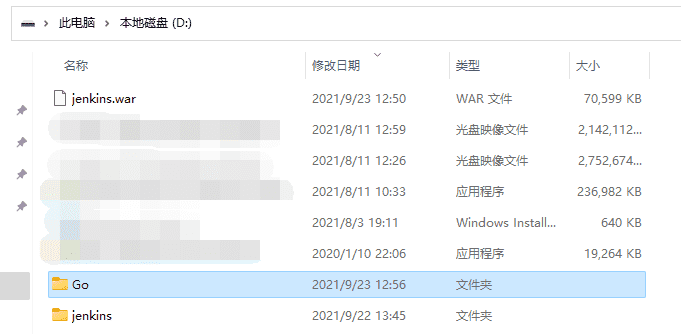 此电脑 > 本地磁盘 (D:)
名称 修改日期 类型 大小
jenkins.war 2021/9/23 12:50 WAR 文件 70,599 KB
2021/8/11 12:59 光盘映像文件 2,142,112...
2021/8/11 12:26 光盘映像文件 2,752,674...
2021/8/11 10:33 应用程序 236,982 KB
2021/8/3 19:11 Windows Install... 640 KB
2020/1/10 22:06 应用程序 19,264 KB
Go 2021/9/23 12:56 文件夹
jenkins 2021/9/22 13:45 文件夹